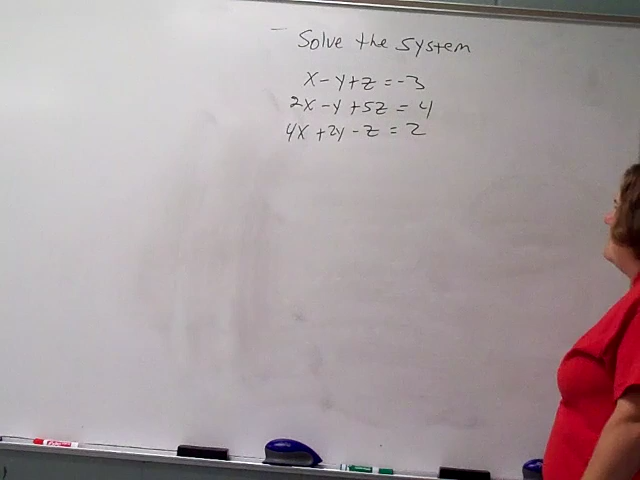 Solve the system
x - y + z = -3
2x - y + 5z = 4
4x + 2y - z = 2